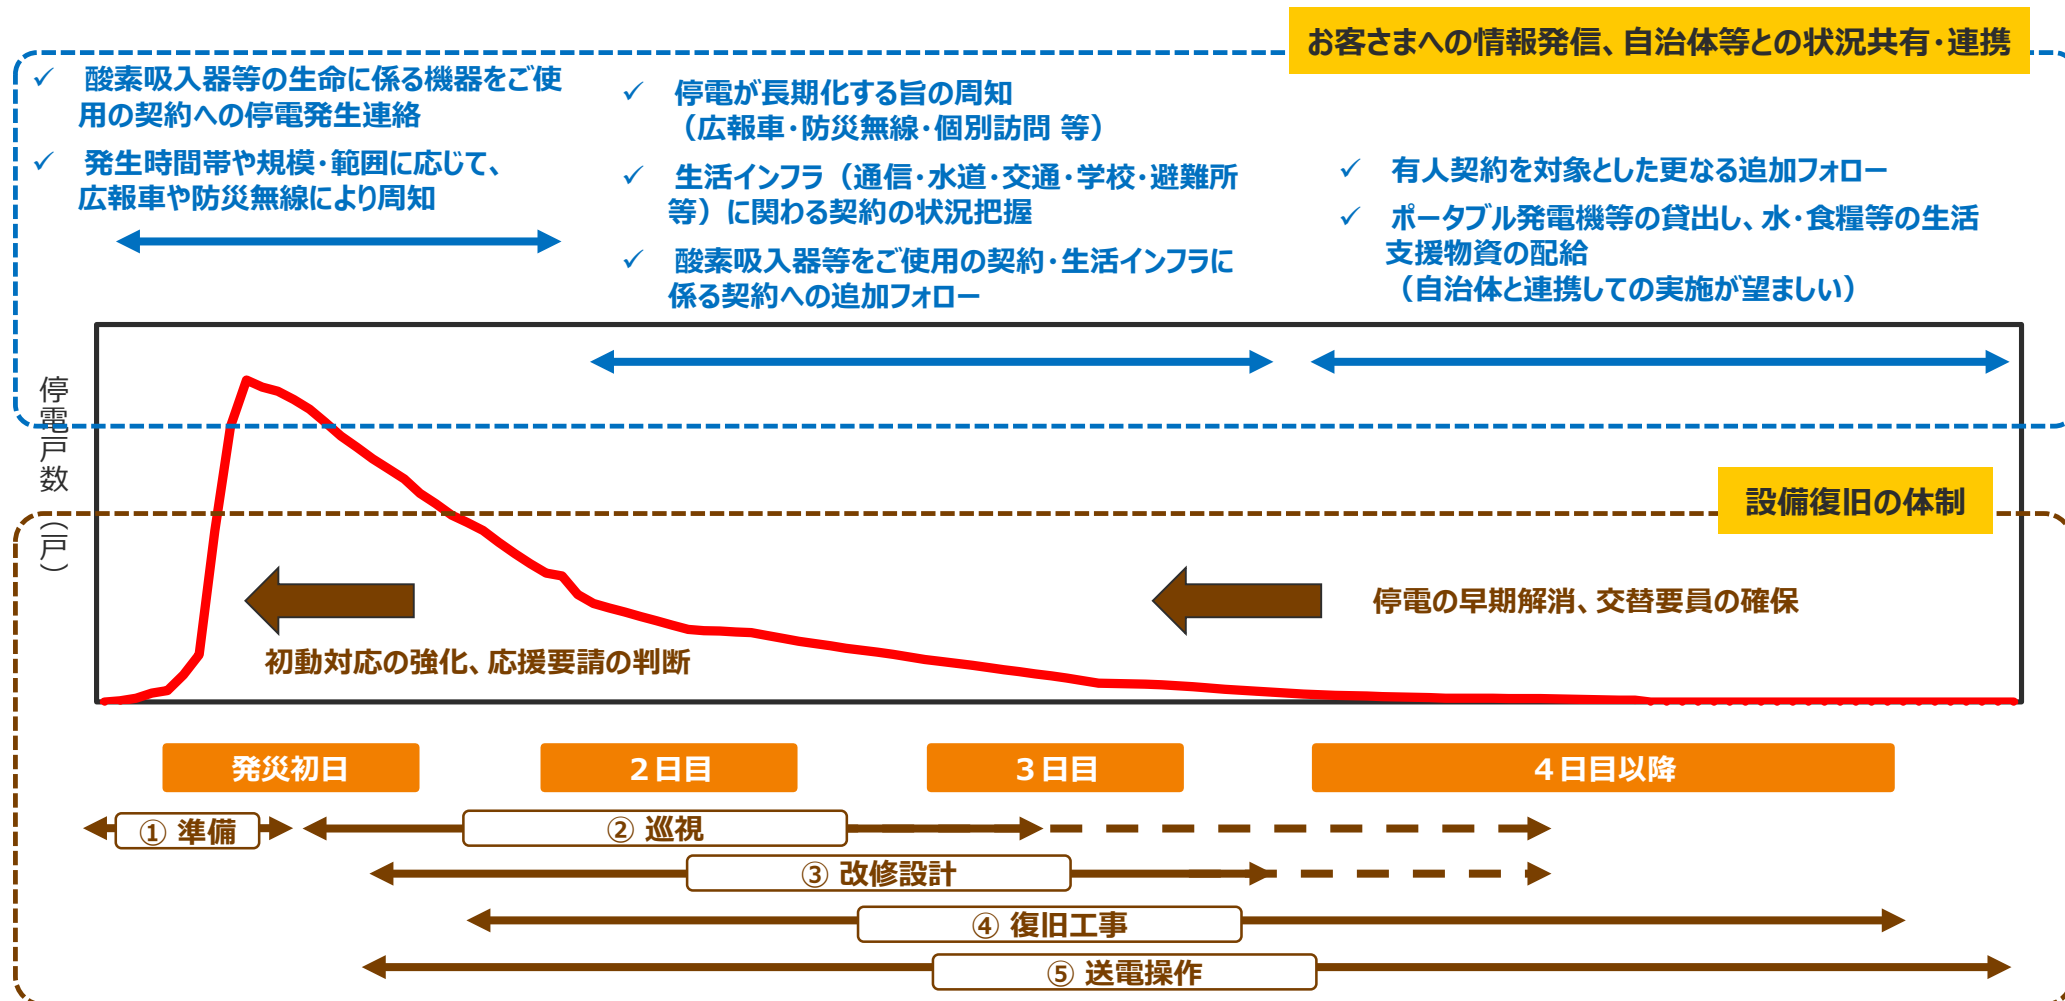 お客さまへの情報発信、自治体等との状況共有・連携
✓ 酸素吸入器等の生命に係る機器をご使
用の契約への停電発生連絡
✓ 発生時間帯や規模・範囲に応じて、
広報車や防災無線により周知
✓ 停電が長期化する旨の周知
（広報車・防災無線・個別訪問 等）
✓ 生活インフラ（通信・水道・交通・学校・避難所
等）に関わる契約の状況把握
✓ 酸素吸入器等をご使用の契約・生活インフラに
係る契約への追加フォロー
✓ 有人契約を対象とした更なる追加フォロー
✓ ポータブル発電機等の貸出し、水・食糧等の生活
支援物資の配給
（自治体と連携しての実施が望ましい）
停電戸数（戸）
設備復旧の体制
停電の早期解消、交替要員の確保
初動対応の強化、応援要請の判断
発災初日
２日目
３日目
４日目以降
① 準備
② 巡視
③ 改修設計
④ 復旧工事
⑤ 送電操作